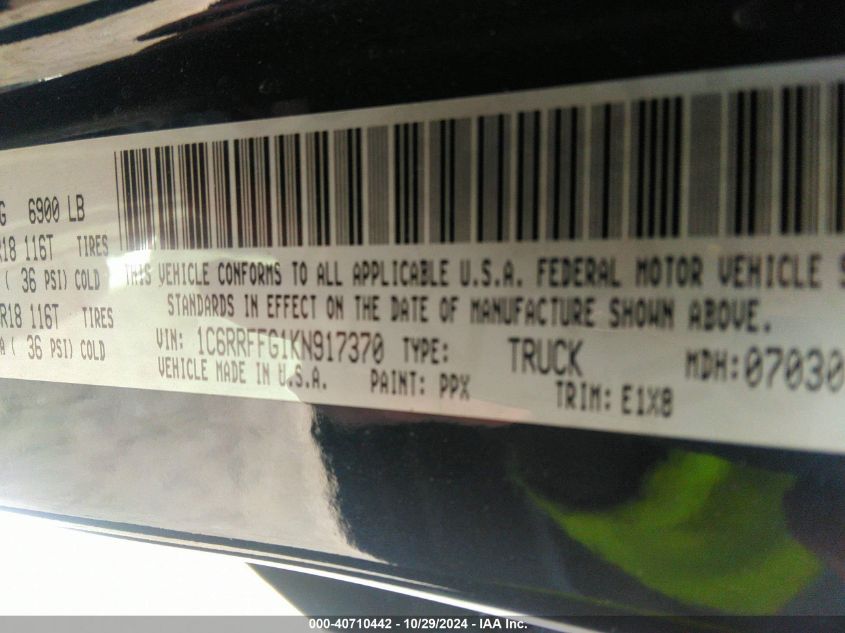 G 6900 LB
R18 116T TIRES
( 36 PSI) COLD
R18 116T TIRES
A ( 36 PSI) COLD
THIS VEHICLE CONFORMS TO ALL APPLICABLE U.S.A. FEDERAL MOTOR VEHICLE S
STANDARDS IN EFFECT ON THE DATE OF MANUFACTURE SHOWN ABOVE.
VIN: 1C6RRFFG1KN917370 TYPE: TRUCK MDH:07030
VEHICLE MADE IN U.S.A. PAINT: PPX TRIM: E1X8
000-40710442 - 10/29/2024 - IAA Inc.